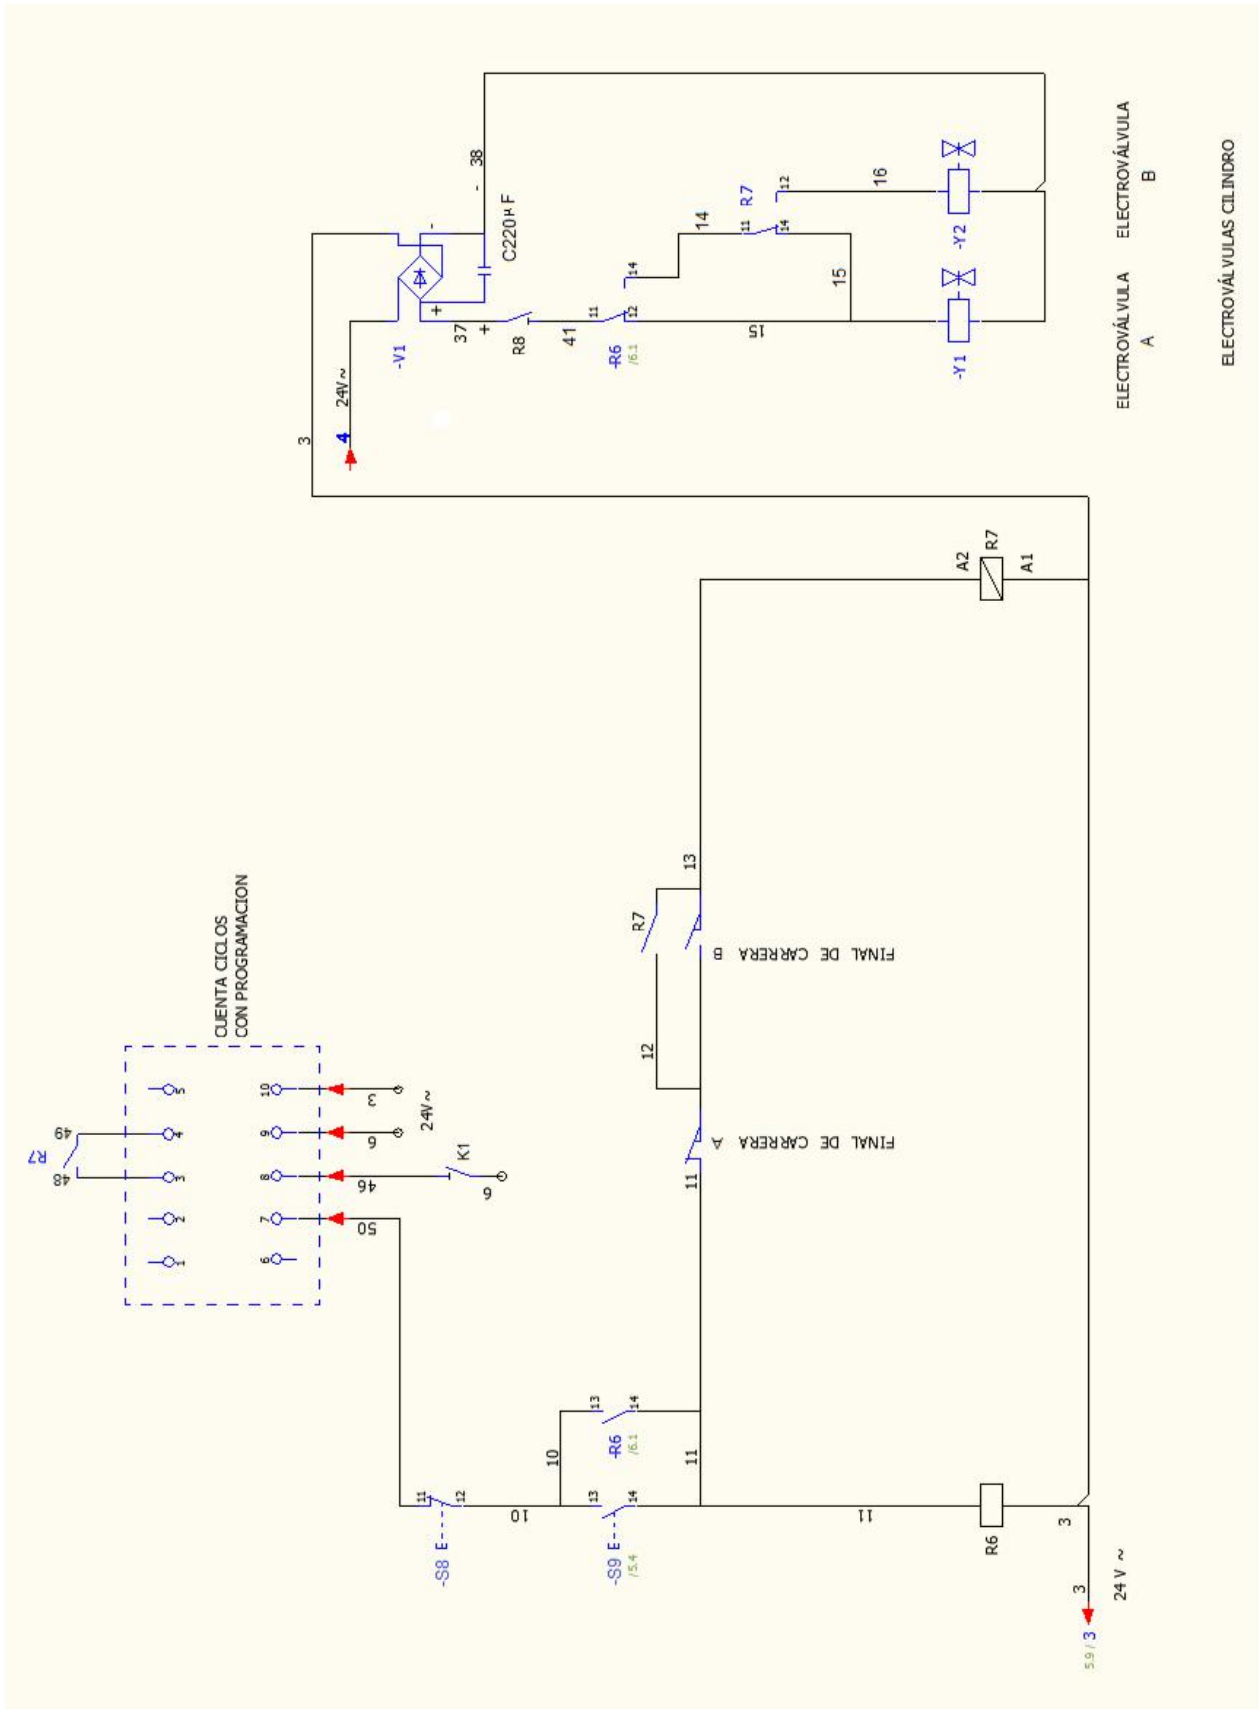 R7
48
49
1
2
3
4
5
6
7
8
9
10
CUENTA CICLOS
CON PROGRAMACION
50
46
6
3
24V~
K1
6
-S8
11
12
10
10
-S9
/5.4
13
14
-R6
/6.1
13
14
11
11
R6
3
3
5.9 / 3
24 V ~
11
FINAL DE CARRERA A
12
R7
FINAL DE CARRERA B
13
A2
R7
A1
3
4
24V~
-V1
-
+
37
+
-
38
C220µF
R8
41
-R6
/6.1
11
12
14
14
R7
11
14
12
15
15
16
-Y1
-Y2
ELECTROVÁLVULA
A
ELECTROVÁLVULA
B
ELECTROVÁLVULAS CILINDRO